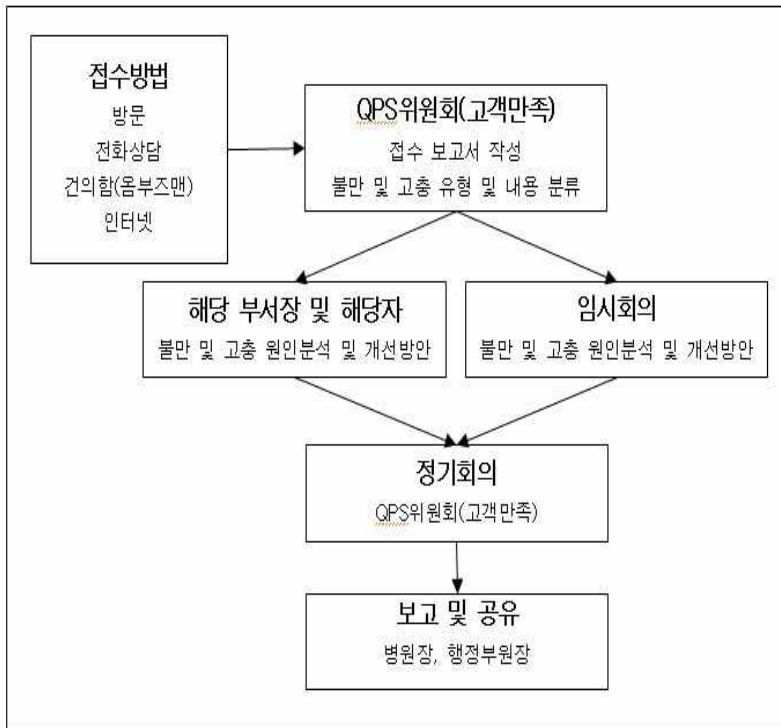 접수방법
방문
전화상담
건의함(옴부즈맨)
인터넷
QPS위원회(고객만족)
접수 보고서 작성
불만 및 고충 유형 및 내용 분류
해당 부서장 및 해당자
불만 및 고충 원인분석 및 개선방안
임시회의
불만 및 고충 원인분석 및 개선방안
정기회의
QPS위원회(고객만족)
보고 및 공유
병원장, 행정부원장